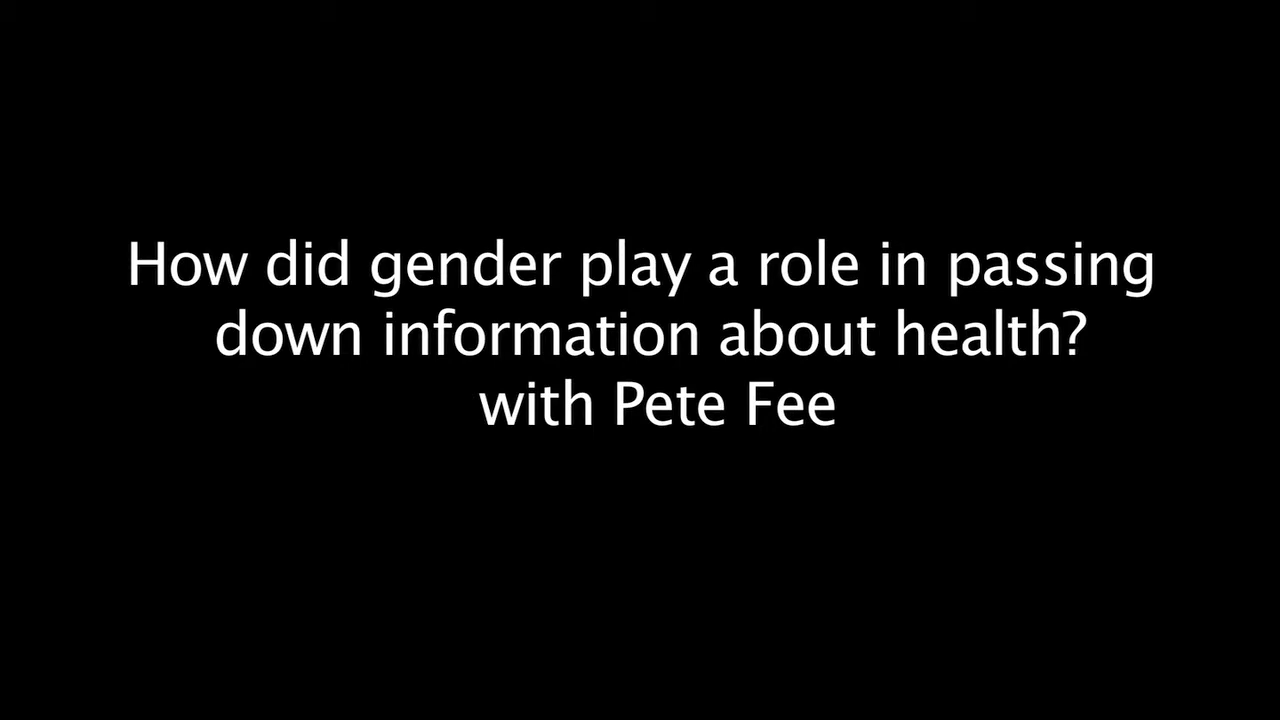 How did gender play a role in passing
down information about health?
with Pete Fee